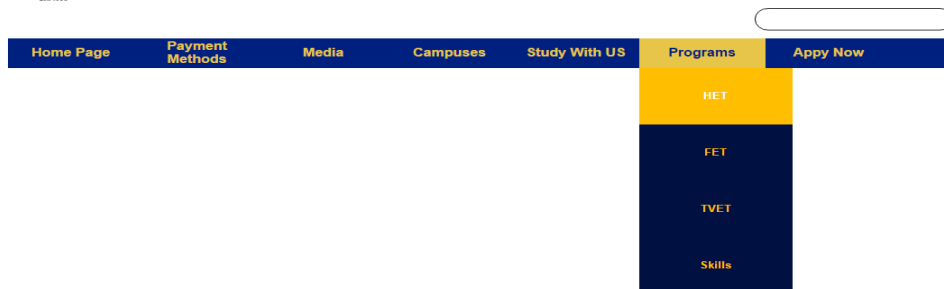 Home Page
Payment
Methods
Media
Campuses
Study With US
Programs
Appy Now
HET
FET
TVET
Skills